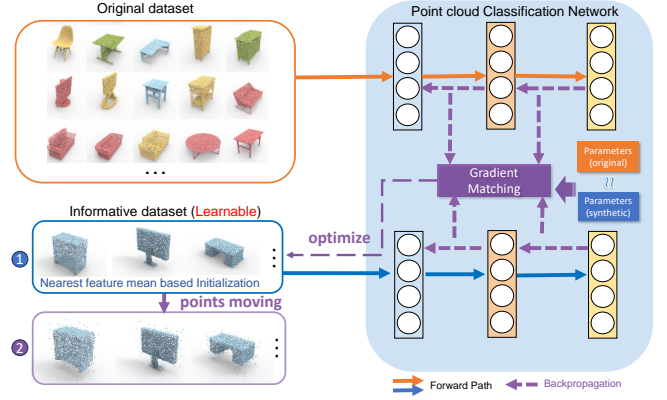 Original dataset
Point cloud Classification Network
...
Parameters
(original)
Gradient
Matching
≈
Parameters
(synthetic)
Informative dataset (Learnable)
optimize
1
Nearest feature mean based Initialization
points moving
2
Forward Path
Backpropagation